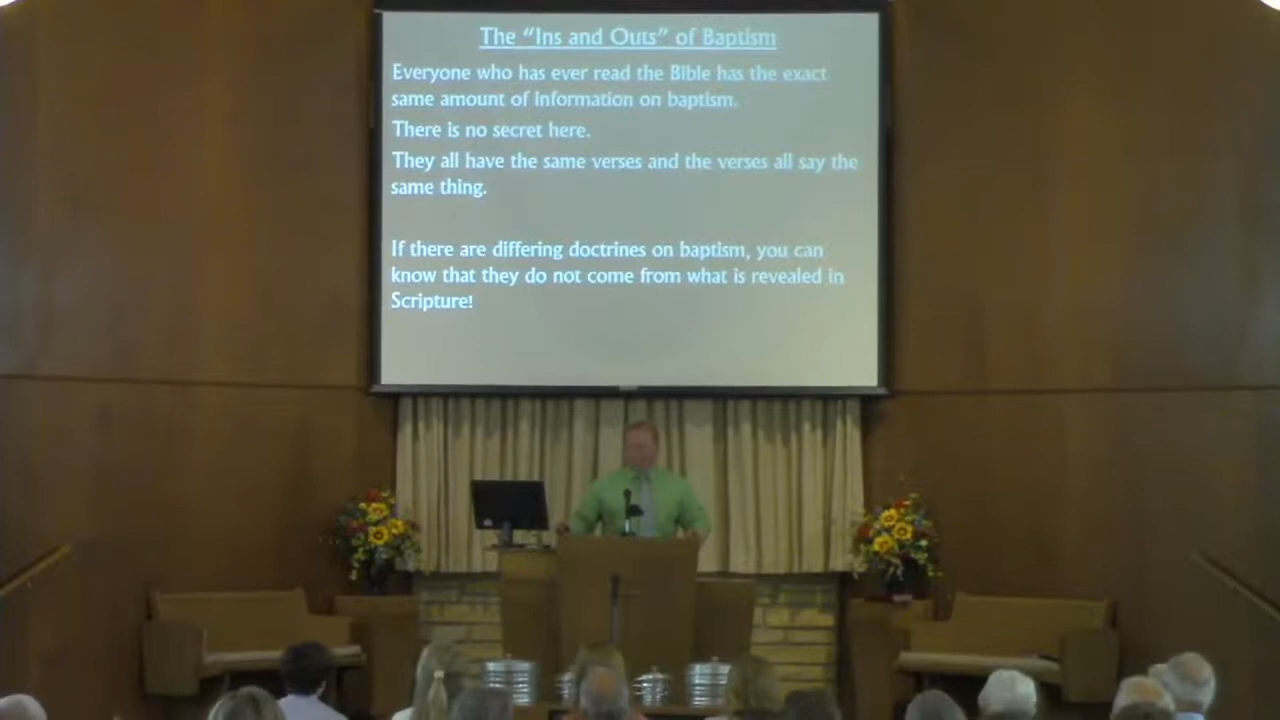 The “Ins and Outs” of Baptism
Everyone who has ever read the Bible has the exact
same amount of information on baptism.
There is no secret here.
They all have the same verses and the verses all say the
same thing.
If there are differing doctrines on baptism, you can
know that they do not come from what is revealed in
Scripture!